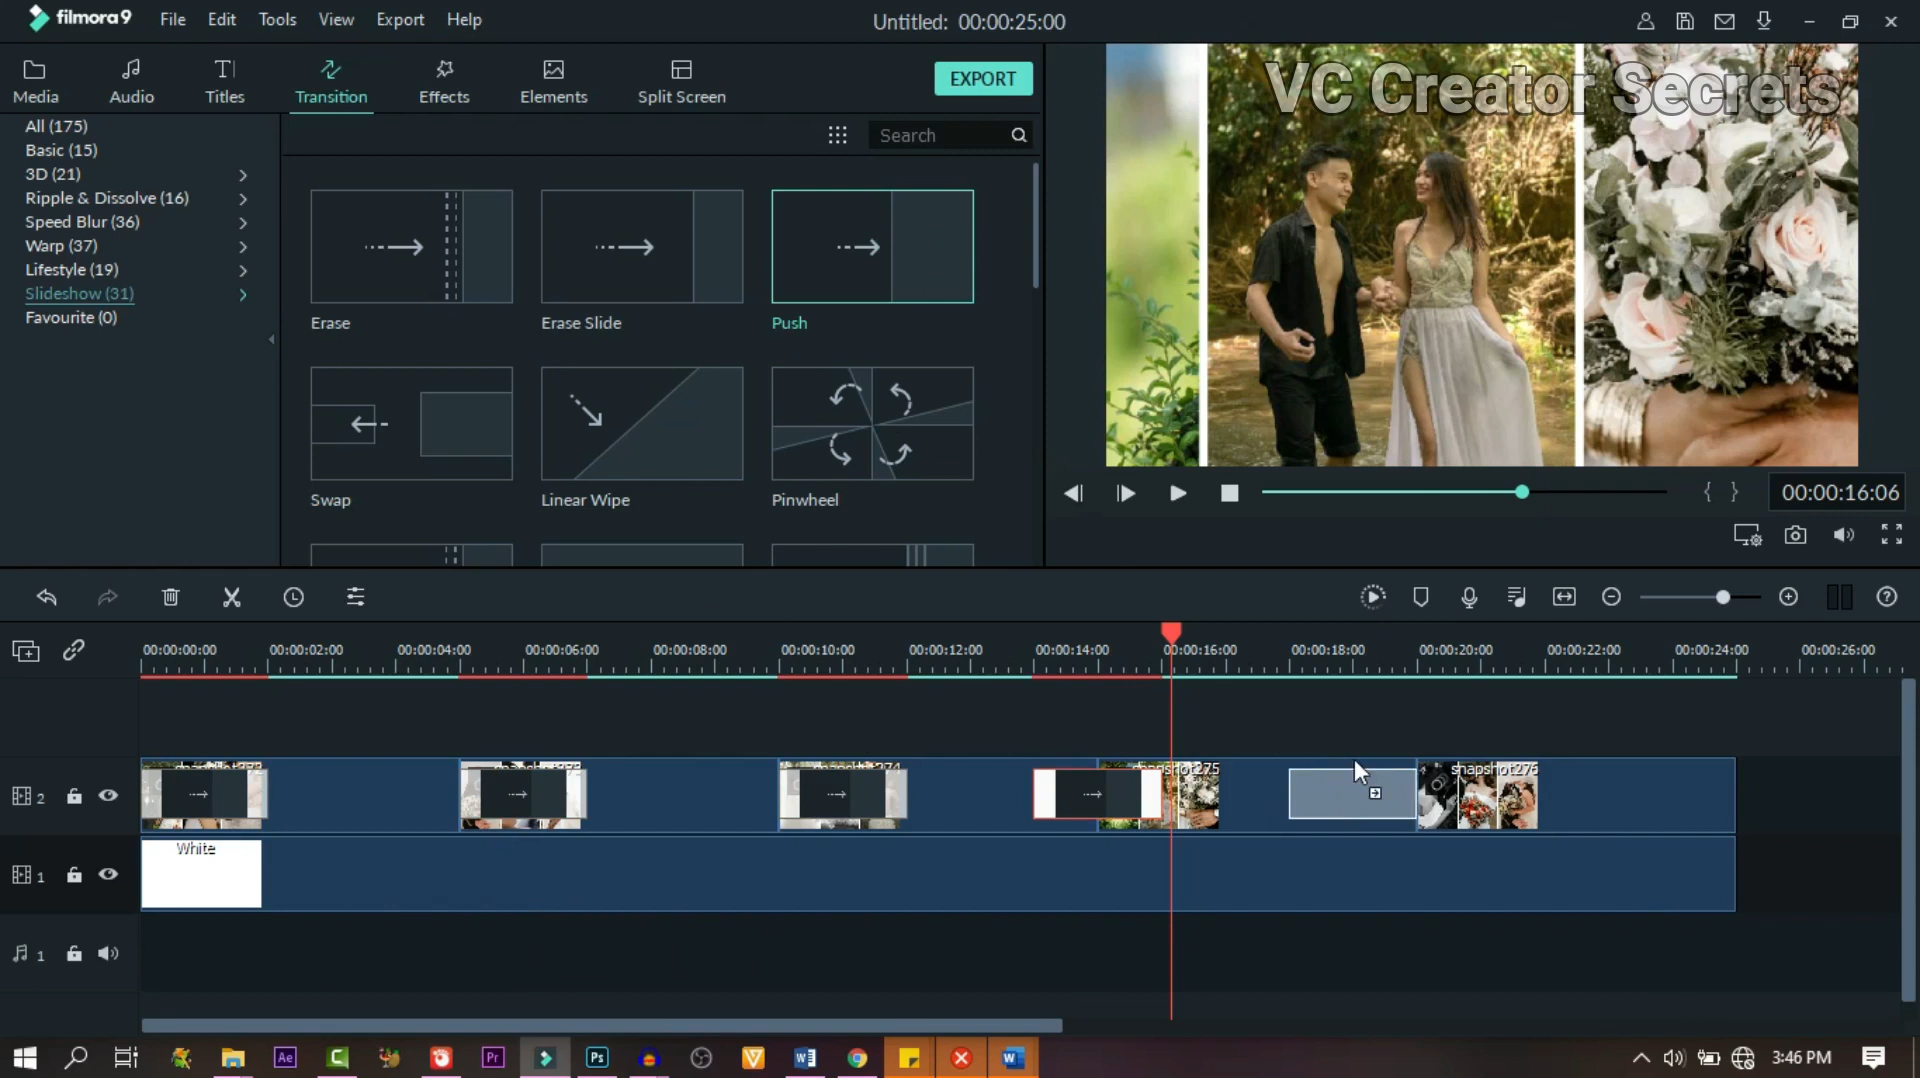 filmora9 File Edit Tools View Export Help Untitled: 00:00:25:00
Media Audio Titles Transition Effects Elements Split Screen EXPORT
All (175)
Basic (15)
3D (21)
Ripple & Dissolve (16)
Speed Blur (36)
Warp (37)
Lifestyle (19)
Slideshow (31)
Favourite (0)
Search
Erase Erase Slide Push
Swap Linear Wipe Pinwheel
VC Creator Secrets
{ } 00:00:16:06
00:00:00:00 00:00:02:00 00:00:04:00 00:00:06:00 00:00:08:00 00:00:10:00 00:00:12:00 00:00:14:00 00:00:16:00 00:00:18:00 00:00:20:00 00:00:22:00 00:00:24:00 00:00:26:00
2 snapshot275 snapshot276
1 White
1
Ae Pr Ps 3:46 PM